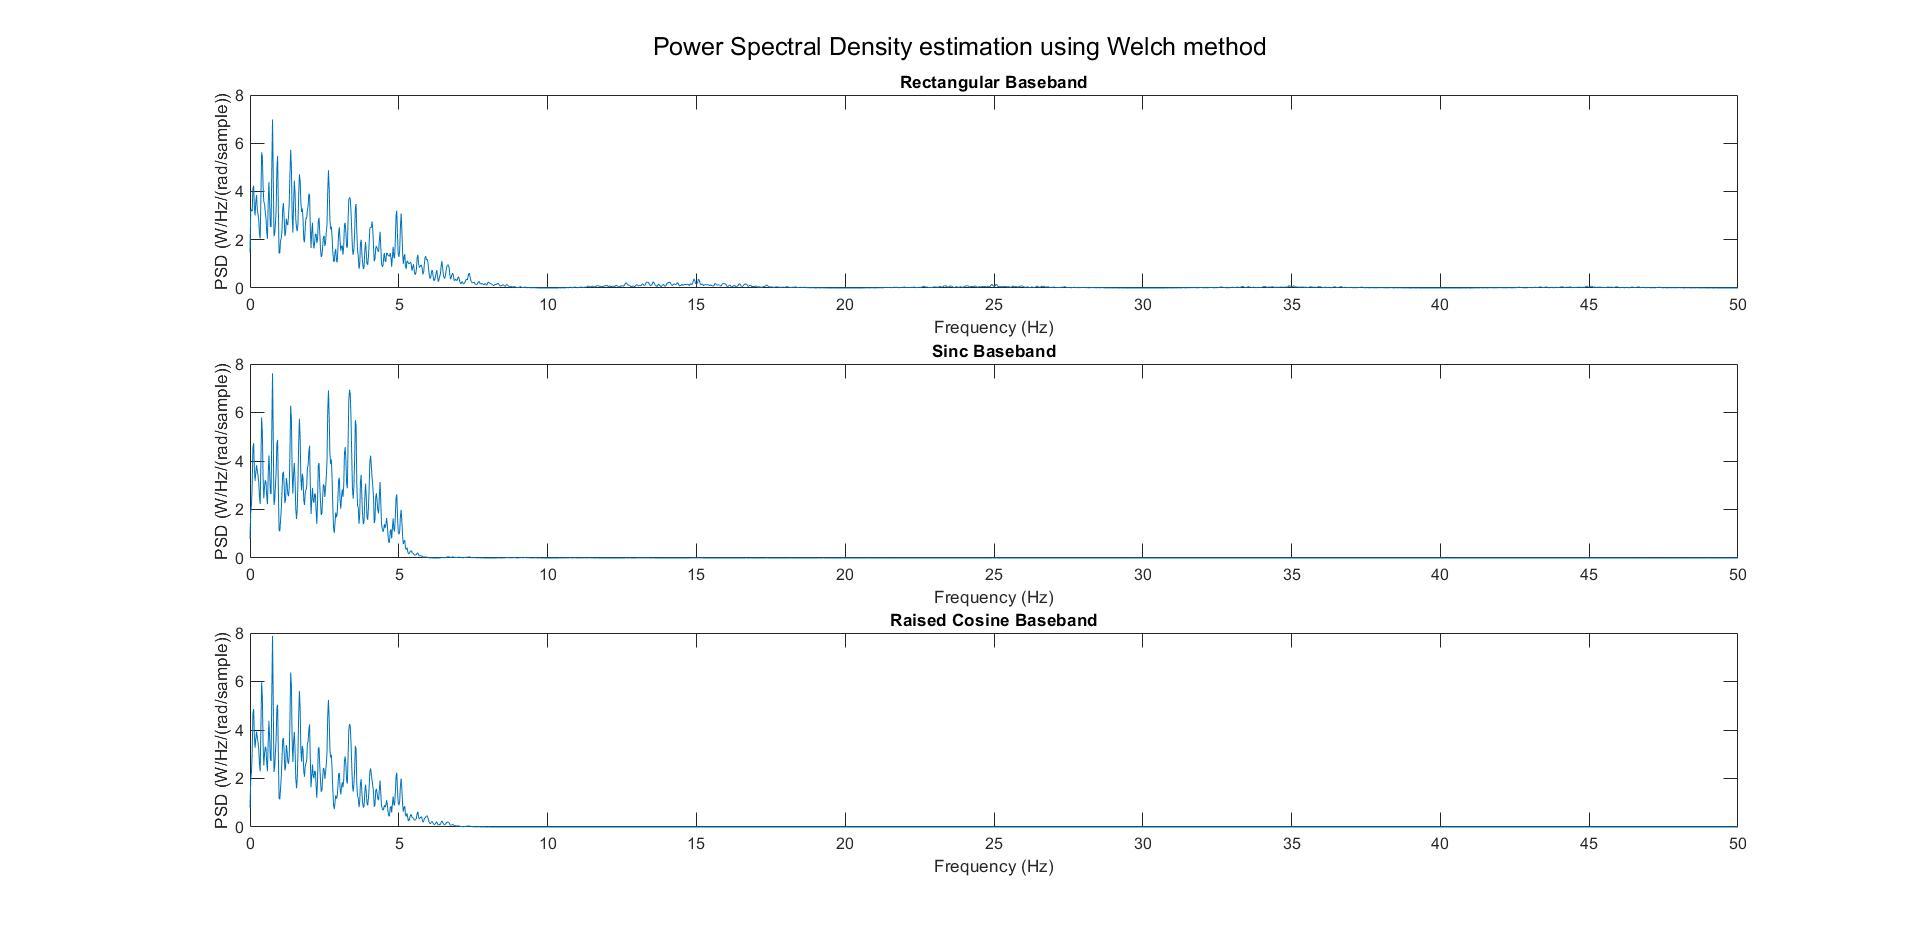 Power Spectral Density estimation using Welch method
Rectangular Baseband
PSD (W/Hz/(rad/sample))
8
6
4
2
0
0 5 10 15 20 25 30 35 40 45 50
Frequency (Hz)
Sinc Baseband
PSD (W/Hz/(rad/sample))
8
6
4
2
0
0 5 10 15 20 25 30 35 40 45 50
Frequency (Hz)
Raised Cosine Baseband
PSD (W/Hz/(rad/sample))
8
6
4
2
0
0 5 10 15 20 25 30 35 40 45 50
Frequency (Hz)